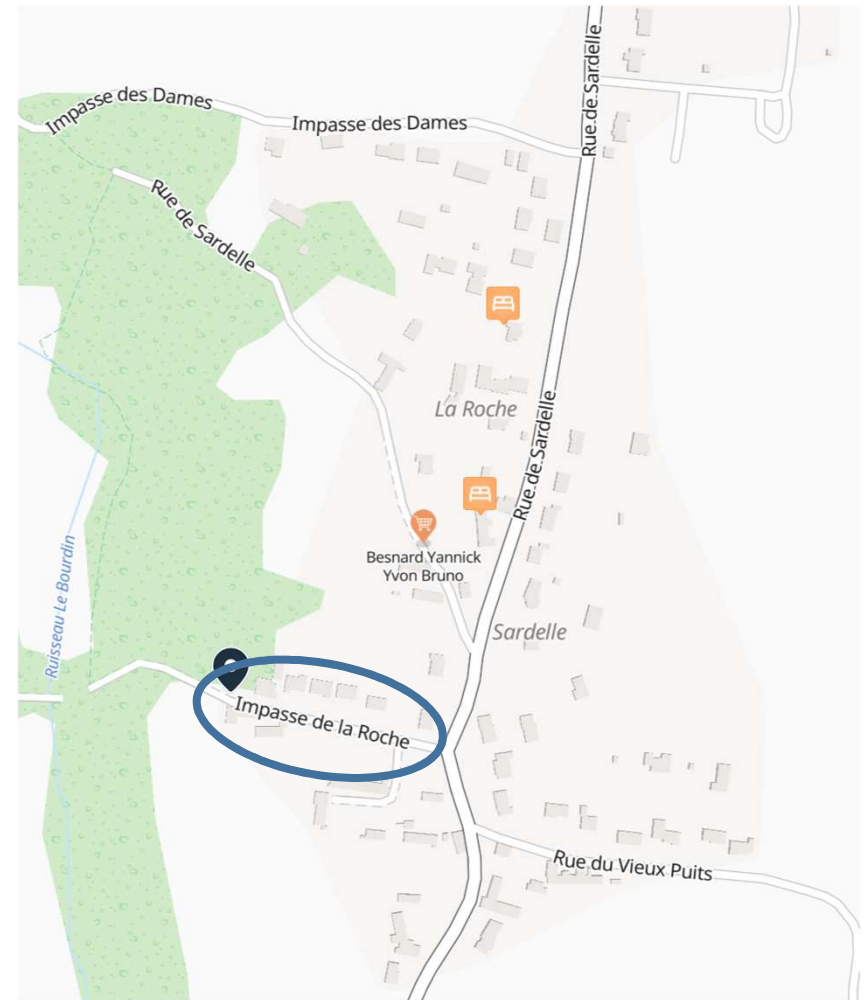 Rue de Sardelle
Impasse des Dames
Impasse des Dames
Rue de Sardelle
La Roche
Rue de Sardelle
Besnard Yannick
Yvon Bruno
Ruisseau Le Bourdin
Sardelle
Impasse de la Roche
Rue du Vieux Puits